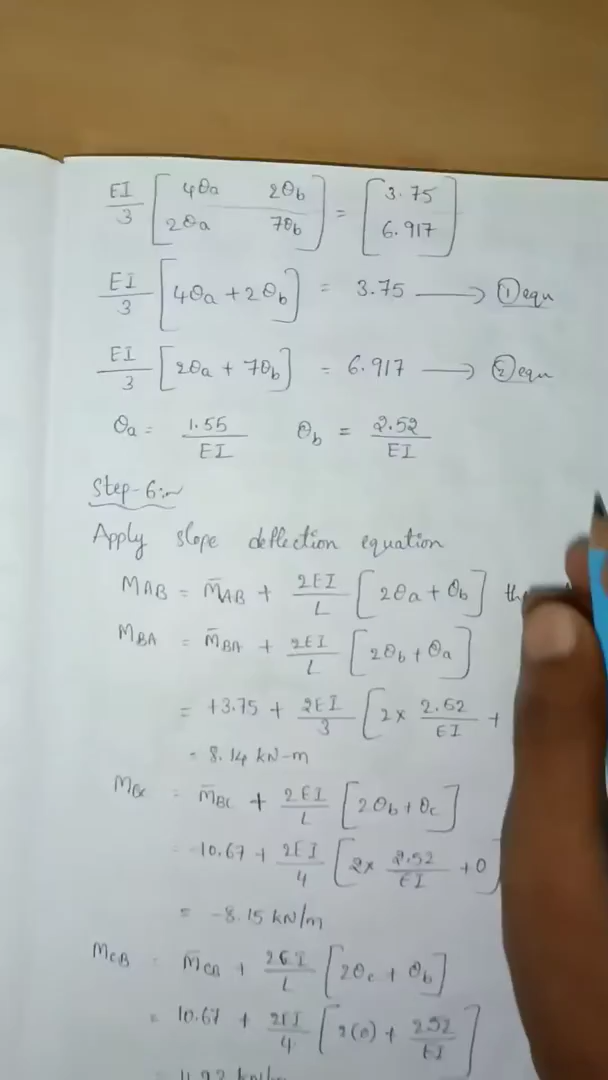 EI/3 [4θa 2θb] = [3.75]
[2θa 7θb] [6.917]
EI/3 [4θa + 2θb] = 3.75 → ① equ
EI/3 [2θa + 7θb] = 6.917 → ② equ
θa = 1.55/EI θb = 2.52/EI
Step-6:~
Apply slope deflection equation
MAB = M̄AB + 2EI/L [2θa + θb]
MBA = M̄BA + 2EI/L [2θb + θa]
= +3.75 + 2EI/3 [2 × 2.52/EI +
= 8.14 kN-m
MBC = M̄BC + 2EI/L [2θb + θc]
= -10.67 + 2EI/4 [2 × 2.52/EI + 0]
= -8.15 kN/m
MCB = M̄CB + 2EI/L [2θc + θb]
= 10.67 + 2EI/4 [2(0) + 2.52/EI]